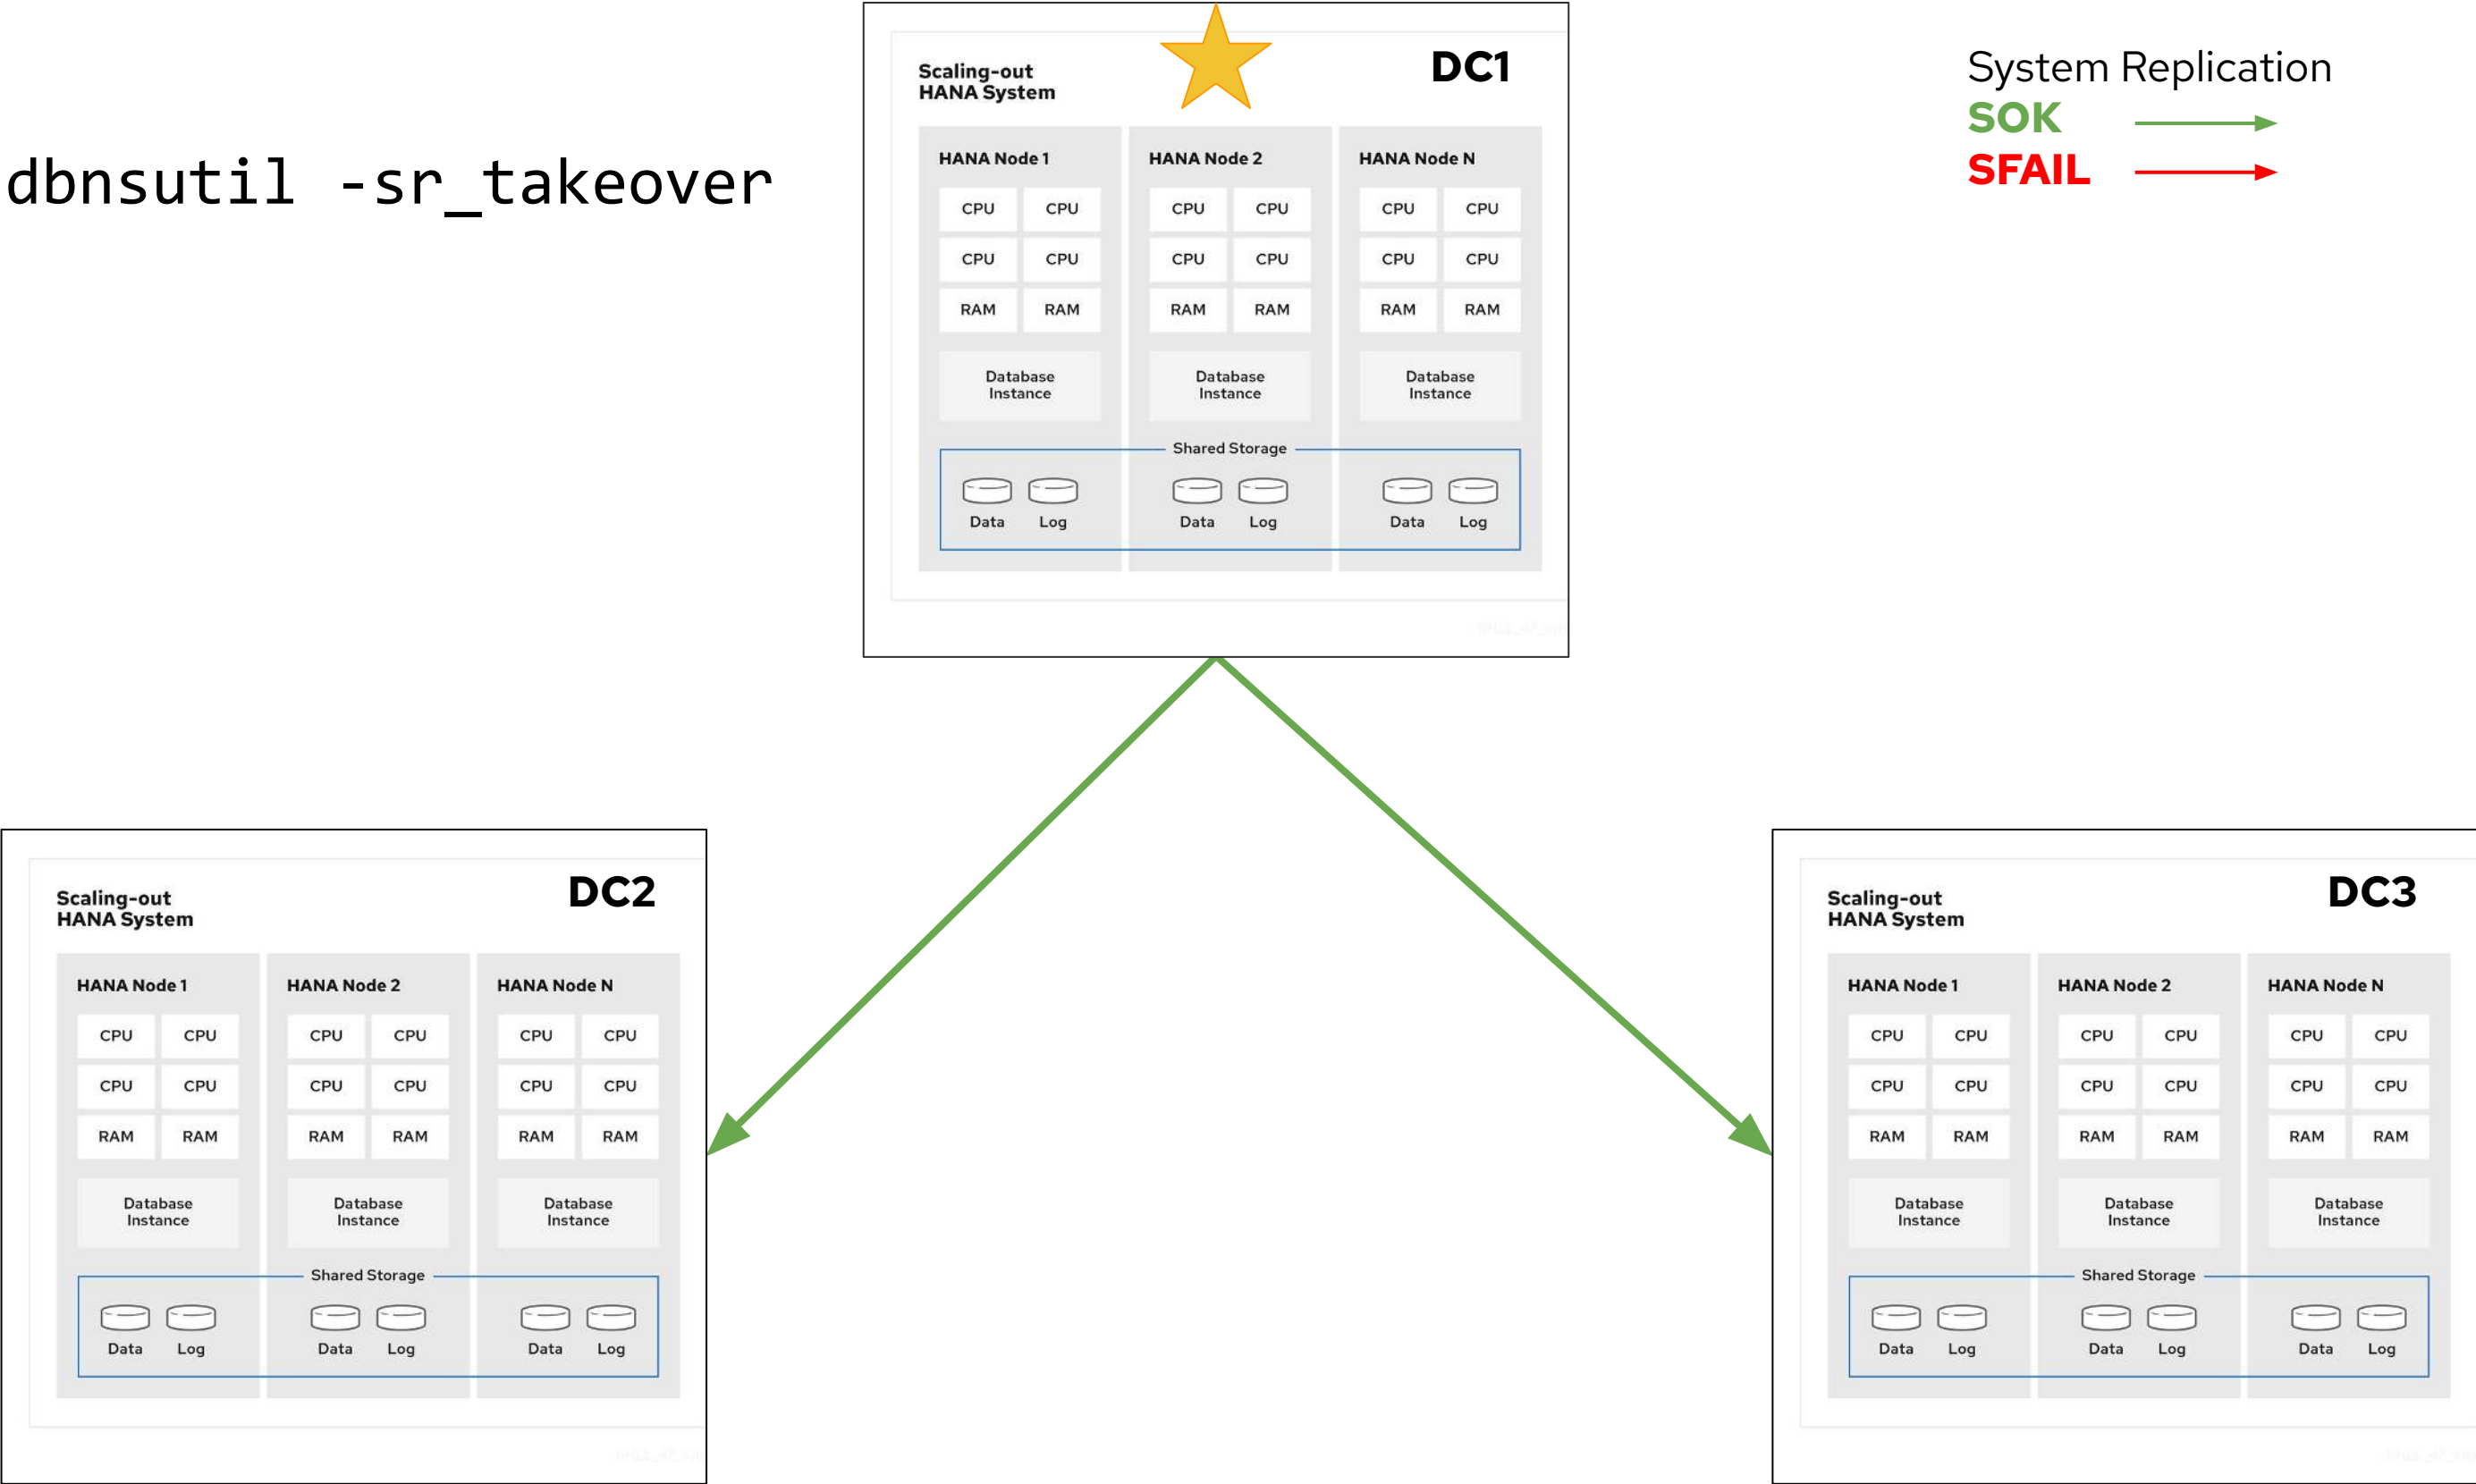 dbnsutil -sr_takeover
Scaling-out
HANA System
DC1
HANA Node 1
HANA Node 2
HANA Node N
CPU CPU CPU CPU CPU CPU
CPU CPU CPU CPU CPU CPU
RAM RAM RAM RAM RAM RAM
Database Database Database
Instance Instance Instance
Shared Storage
Data Log Data Log Data Log
System Replication
SOK
SFAIL
Scaling-out
HANA System
DC2
HANA Node 1
HANA Node 2
HANA Node N
CPU CPU CPU CPU CPU CPU
CPU CPU CPU CPU CPU CPU
RAM RAM RAM RAM RAM RAM
Database Database Database
Instance Instance Instance
Shared Storage
Data Log Data Log Data Log
Scaling-out
HANA System
DC3
HANA Node 1
HANA Node 2
HANA Node N
CPU CPU CPU CPU CPU CPU
CPU CPU CPU CPU CPU CPU
RAM RAM RAM RAM RAM RAM
Database Database Database
Instance Instance Instance
Shared Storage
Data Log Data Log Data Log